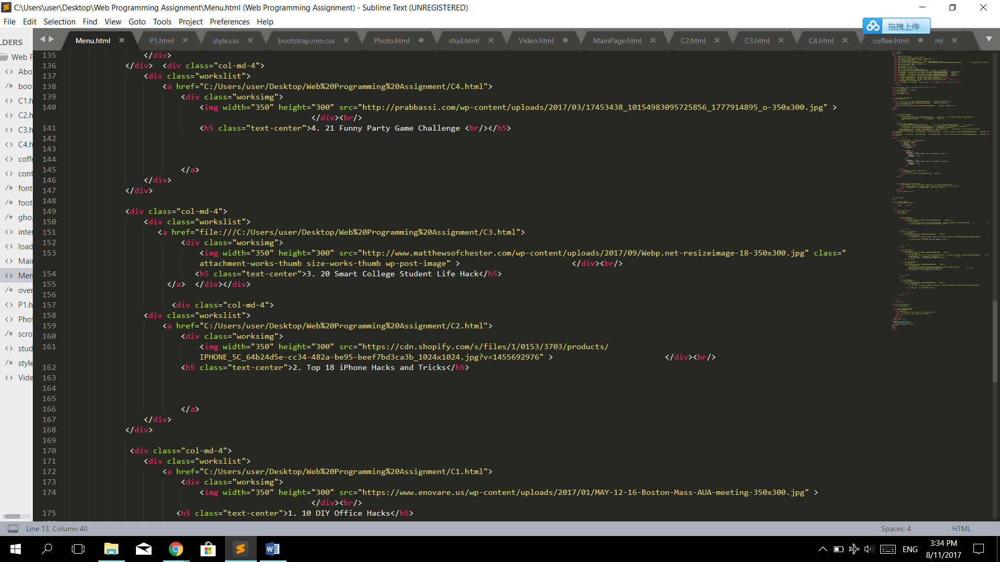 C:\Users\user\Desktop\Web Programming Assignment\Menu.html (Web Programming Assignment) - Sublime Text (UNREGISTERED)
File Edit Selection Find View Goto Tools Project Preferences Help
拖拽上传
LDERS
Menu.html P1.html style.css bootstrap.min.css Photo.html stud.html Video.html MainPage.html C2.html C3.html C4.html coffee.html ml
Web P
Abo
boot
C1.h
C2.h
C3.h
C4.h
coffe
cont
font
foot
gho.
inter
load
Main
Men
over
P1.h
Phot
scro
stud
style
Vide
135 </div>
136 </div> <div class="col-md-4">
137 <div class="workslist">
138 <a href="C:/Users/user/Desktop/Web%20Programming%20Assignment/C4.html">
139 <div class="worksimg">
140 <img width="350" height="300" src="http://prabbassi.com/wp-content/uploads/2017/03/17453438_10154983095725856_1777914895_o-350x300.jpg" >
</div><br/>
141 <h5 class="text-center">4. 21 Funny Party Game Challenge <br/></h5>
142
143
144
145 </a>
146 </div>
147 </div>
148
149 <div class="col-md-4">
150 <div class="workslist">
151 <a href="file:///C:/Users/user/Desktop/Web%20Programming%20Assignment/C3.html">
152 <div class="worksimg">
153 <img width="350" height="300" src="http://www.matthewsofchester.com/wp-content/uploads/2017/09/Webp.net-resizeimage-18-350x300.jpg" class="
attachment-works-thumb size-works-thumb wp-post-image" > </div><br/>
154 <h5 class="text-center">3. 20 Smart College Student Life Hack</h5>
155 </a> </div></div>
156
157 <div class="col-md-4">
158 <div class="workslist">
159 <a href="C:/Users/user/Desktop/Web%20Programming%20Assignment/C2.html">
160 <div class="worksimg">
161 <img width="350" height="300" src="https://cdn.shopify.com/s/files/1/0153/3703/products/
IPHONE_5C_64b24d5e-cc34-482a-be95-beef7bd3ca3b_1024x1024.jpg?v=1455692976" > </div><br/>
162 <h5 class="text-center">2. Top 18 iPhone Hacks and Tricks</h5>
163
164
165
166 </a>
167 </div>
168 </div>
169
170 <div class="col-md-4">
171 <div class="workslist">
172 <a href="C:/Users/user/Desktop/Web%20Programming%20Assignment/C1.html">
173 <div class="worksimg">
174 <img width="350" height="300" src="https://www.enovare.us/wp-content/uploads/2017/01/MAY-12-16-Boston-Mass-AUA-meeting-350x300.jpg" >
</div><br/>
175 <h5 class="text-center">1. 10 DIY Office Hacks</h5>
Line 13, Column 40 Spaces: 4 HTML
ENG 3:34 PM
8/11/2017